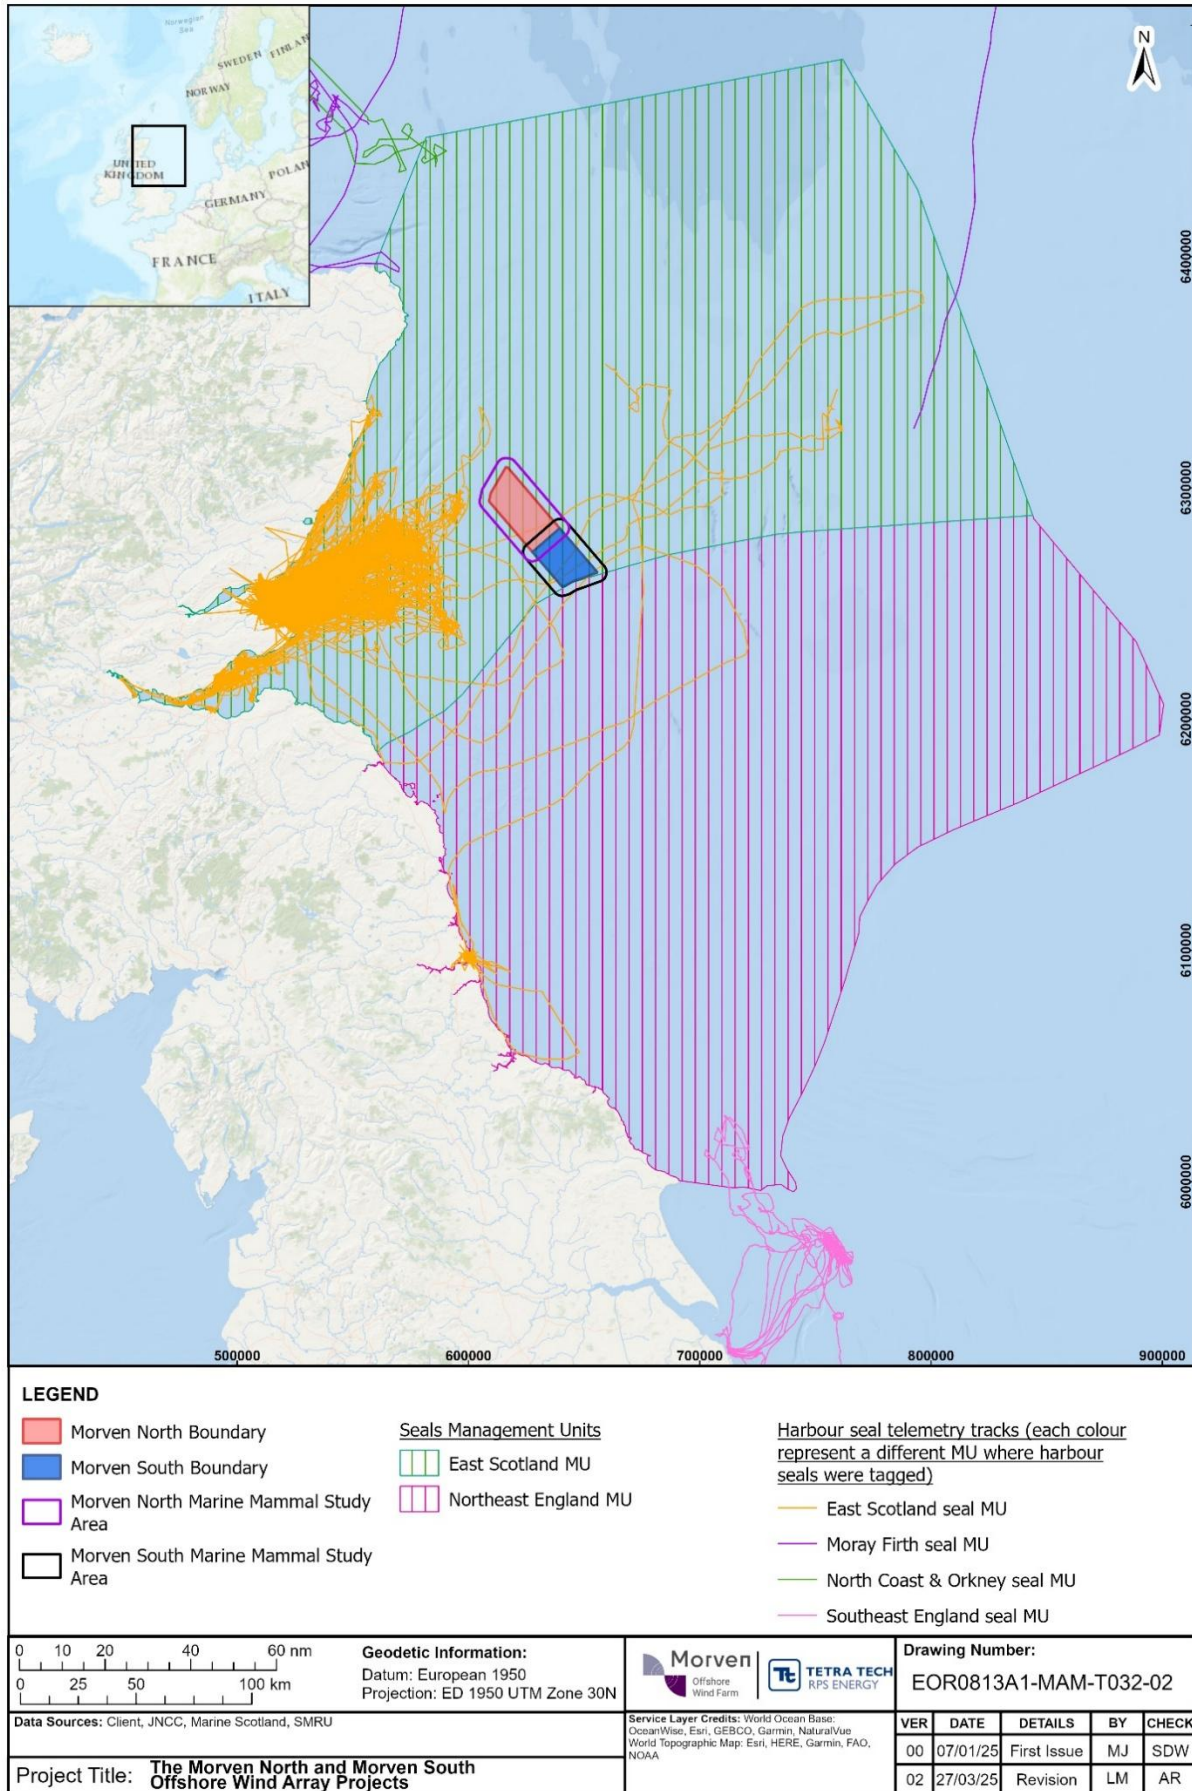 Norwegian
Sea
SWEDEN
FINLAN
NORWAY
UNITED
KINGDOM
POLAN
GERMANY
FRANCE
ITALY
N
6400000
6300000
6200000
6100000
6000000
500000
600000
700000
800000
900000
LEGEND
Morven North Boundary
Morven South Boundary
Morven North Marine Mammal Study
Area
Morven South Marine Mammal Study
Area
Seals Management Units
East Scotland MU
Northeast England MU
Harbour seal telemetry tracks (each colour
represent a different MU where harbour
seals were tagged)
East Scotland seal MU
Moray Firth seal MU
North Coast & Orkney seal MU
Southeast England seal MU
0 10 20 40 60 nm
0 25 50 100 km
Geodetic Information:
Datum: European 1950
Projection: ED 1950 UTM Zone 30N
Morven
Offshore
Wind Farm
TETRA TECH
RPS ENERGY
Drawing Number:
EOR0813A1-MAM-T032-02
Data Sources: Client, JNCC, Marine Scotland, SMRU
Service Layer Credits: World Ocean Base:
OceanWise, Esri, GEBCO, Garmin, NaturalVue
World Topographic Map: Esri, HERE, Garmin, FAO,
NOAA
VER DATE DETAILS BY CHECK
00 07/01/25 First Issue MJ SDW
02 27/03/25 Revision LM AR
Project Title: The Morven North and Morven South
Offshore Wind Array Projects